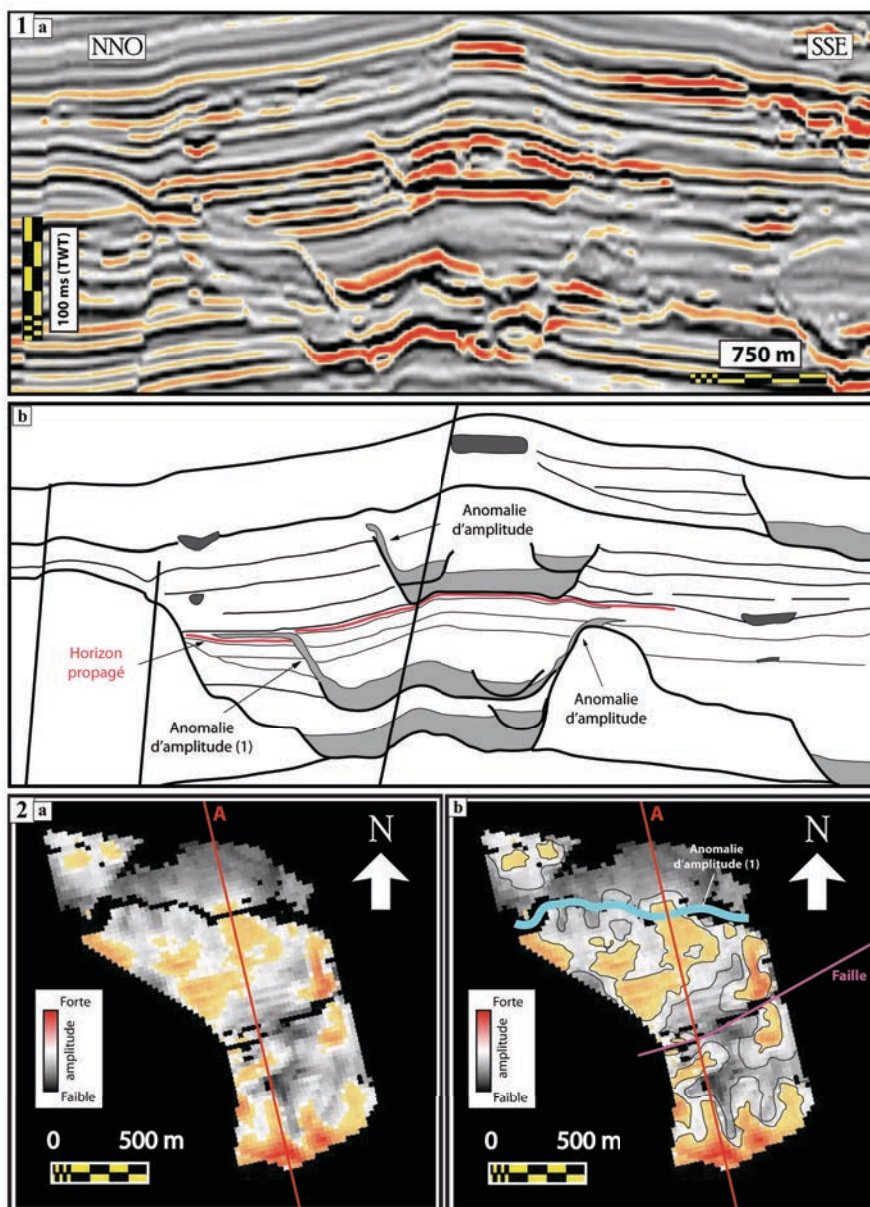 1 a
NNO
SSE
100 ms (TWT)
750 m
b
Anomalie
d'amplitude
Horizon
propagé
Anomalie
d'amplitude (1)
Anomalie
d'amplitude
2 a
A
N
Forte
amplitude
Faible
0 500 m
b
A
N
Anomalie
d'amplitude (1)
Faille
Forte
amplitude
Faible
0 500 m